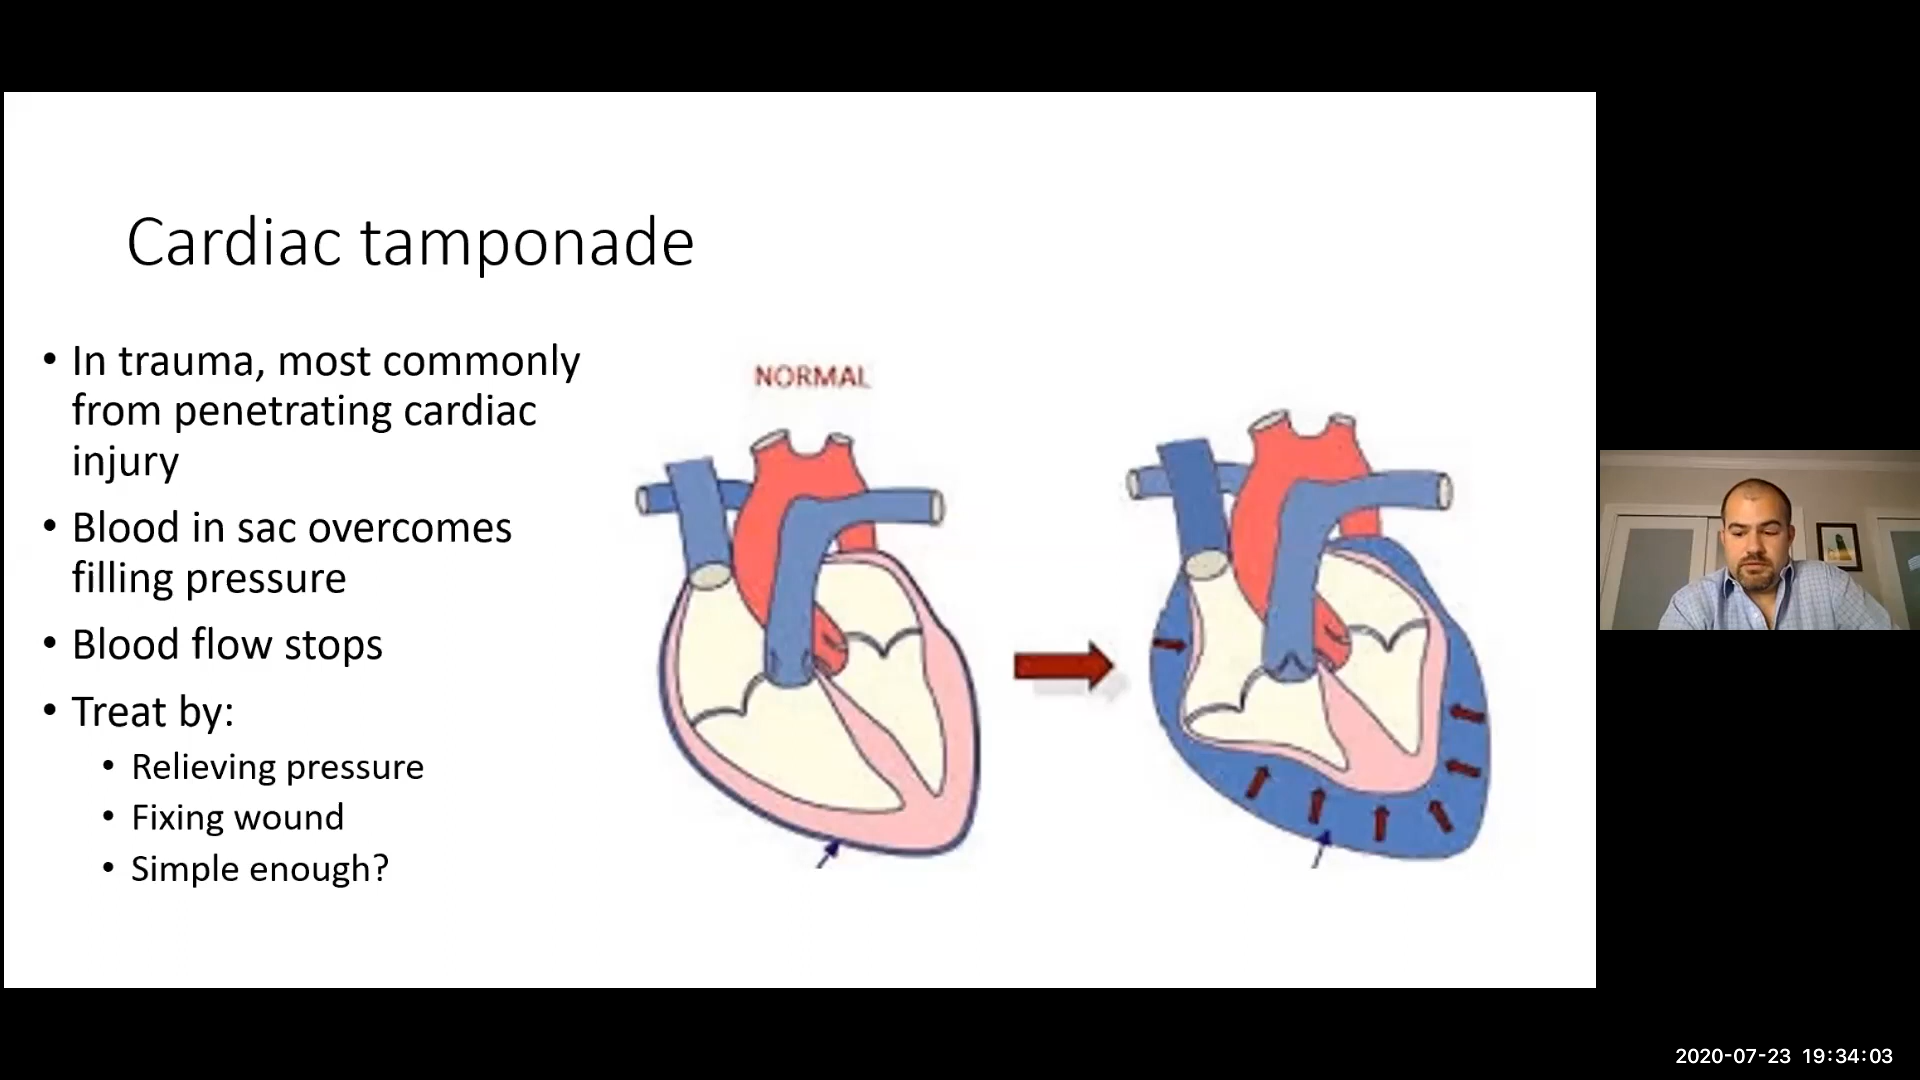 Cardiac tamponade
• In trauma, most commonly
from penetrating cardiac
injury
• Blood in sac overcomes
filling pressure
• Blood flow stops
• Treat by:
• Relieving pressure
• Fixing wound
• Simple enough?
NORMAL
2020-07-23 19:34:03